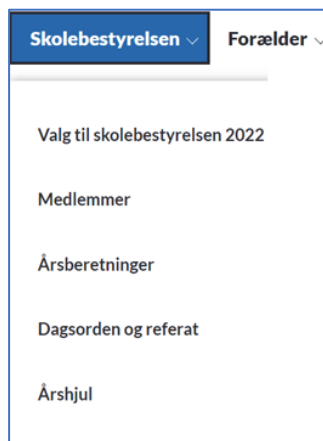 Skolebestyrelsen Forælder
Valg til skolebestyrelsen 2022
Medlemmer
Årsberetninger
Dagsorden og referat
Årshjul